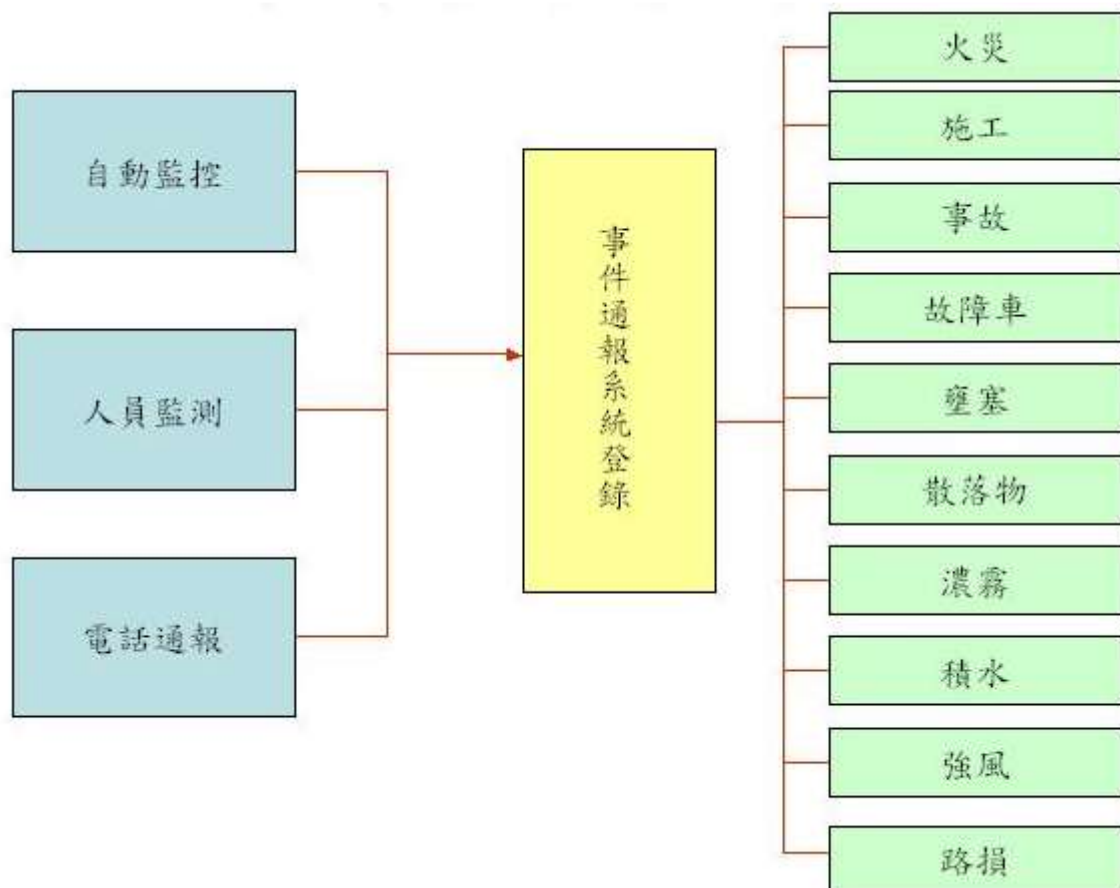 自動監控
人員監測
電話通報
事件通報系統登錄
火災
施工
事故
故障車
壅塞
散落物
濃霧
積水
強風
路損